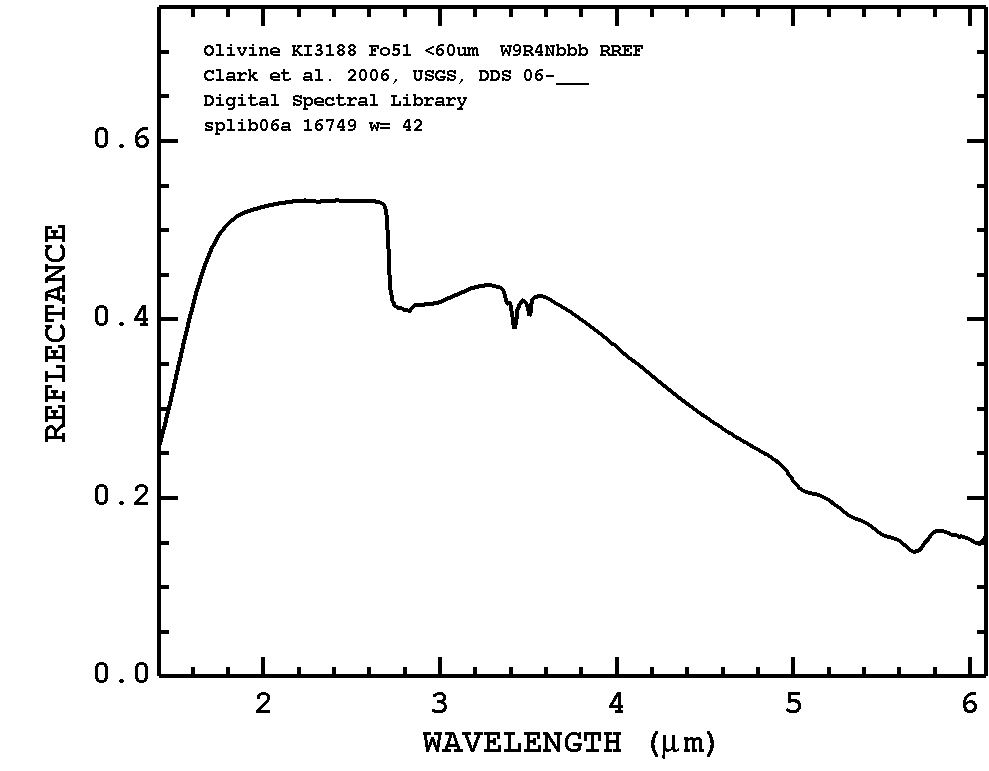 Olivine KI3188 Fo51 <60um W9R4Nbbb RREF
Clark et al. 2006, USGS, DDS 06-___
Digital Spectral Library
splib06a 16749 w= 42
0.6
0.4
0.2
0.0
REFLECTANCE
2 3 4 5 6
WAVELENGTH (μm)